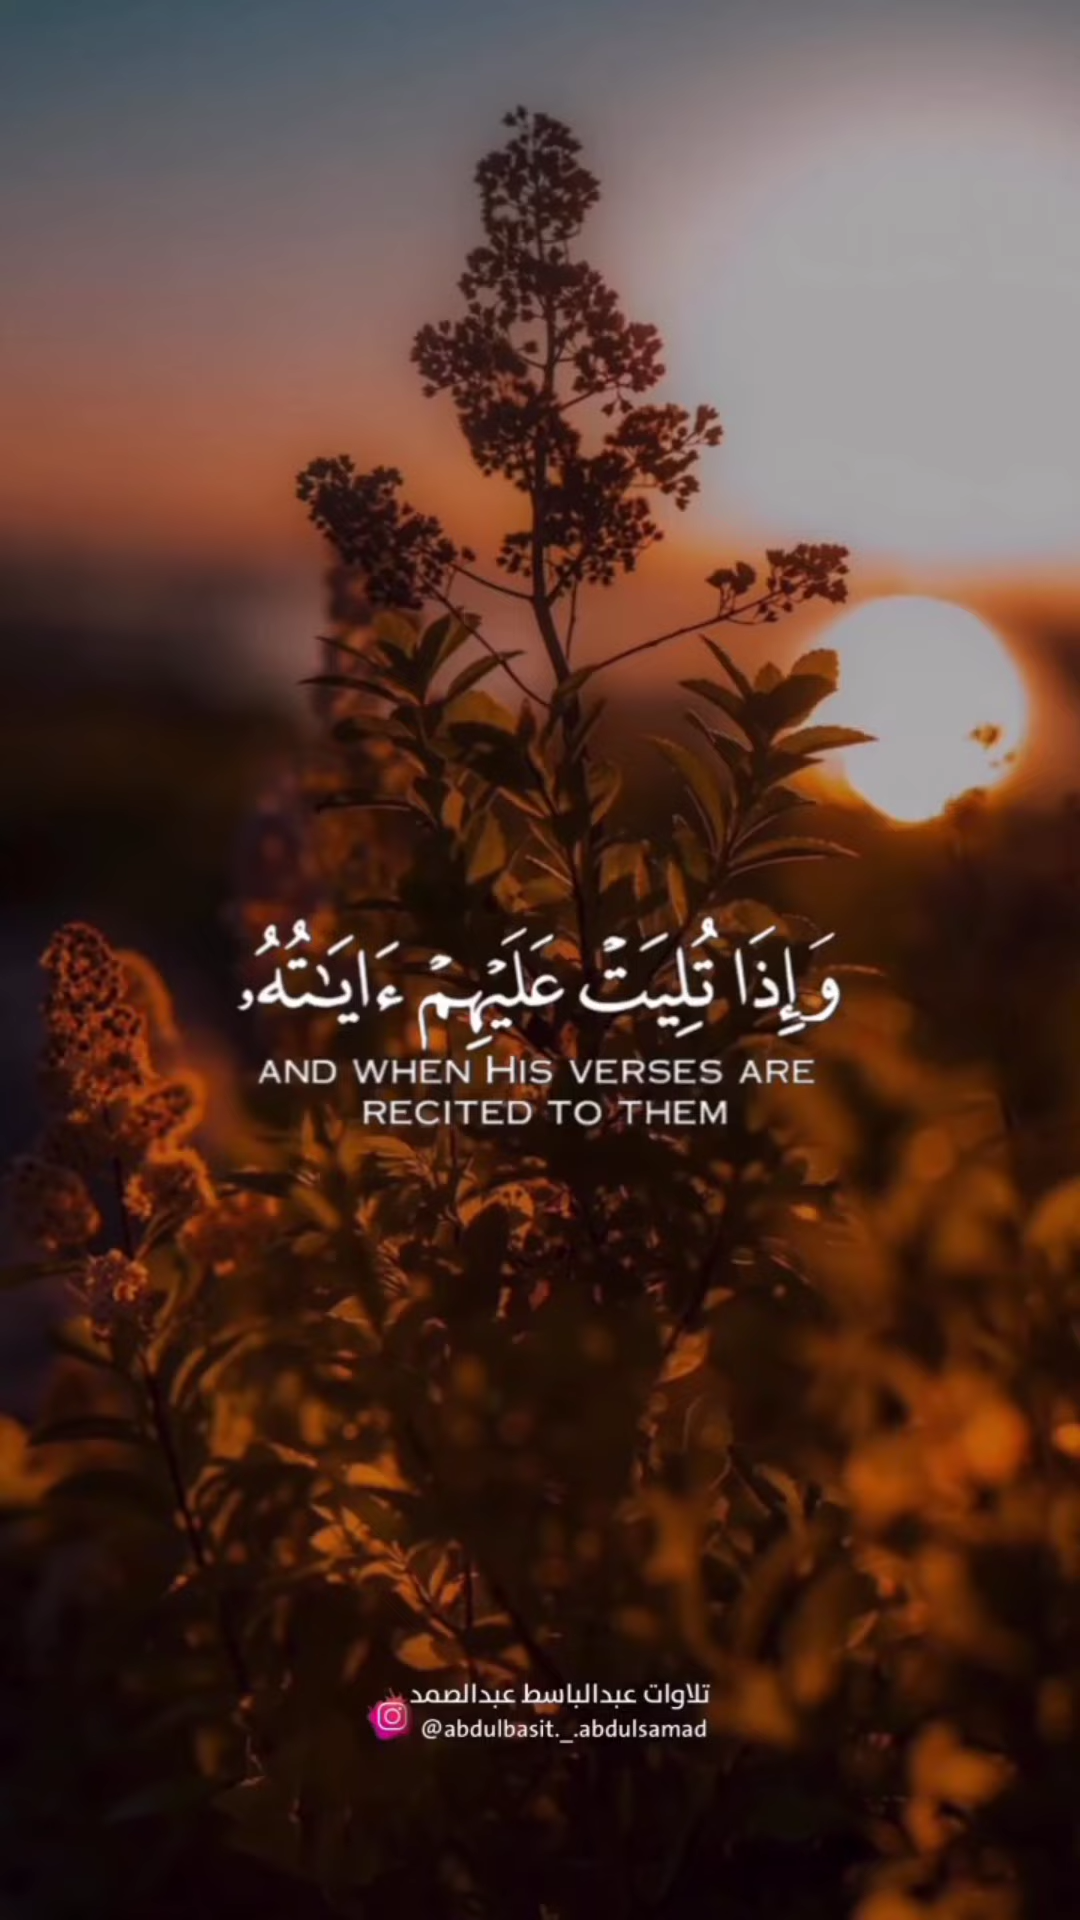 وَإِذَا تُلِيَتْ عَلَيْهِمْ ءَايَـٰتُهُۥ
AND WHEN HIS VERSES ARE
RECITED TO THEM
تلاوات عبدالباسط عبدالصمد
@abdulbasit._.abdulsamad